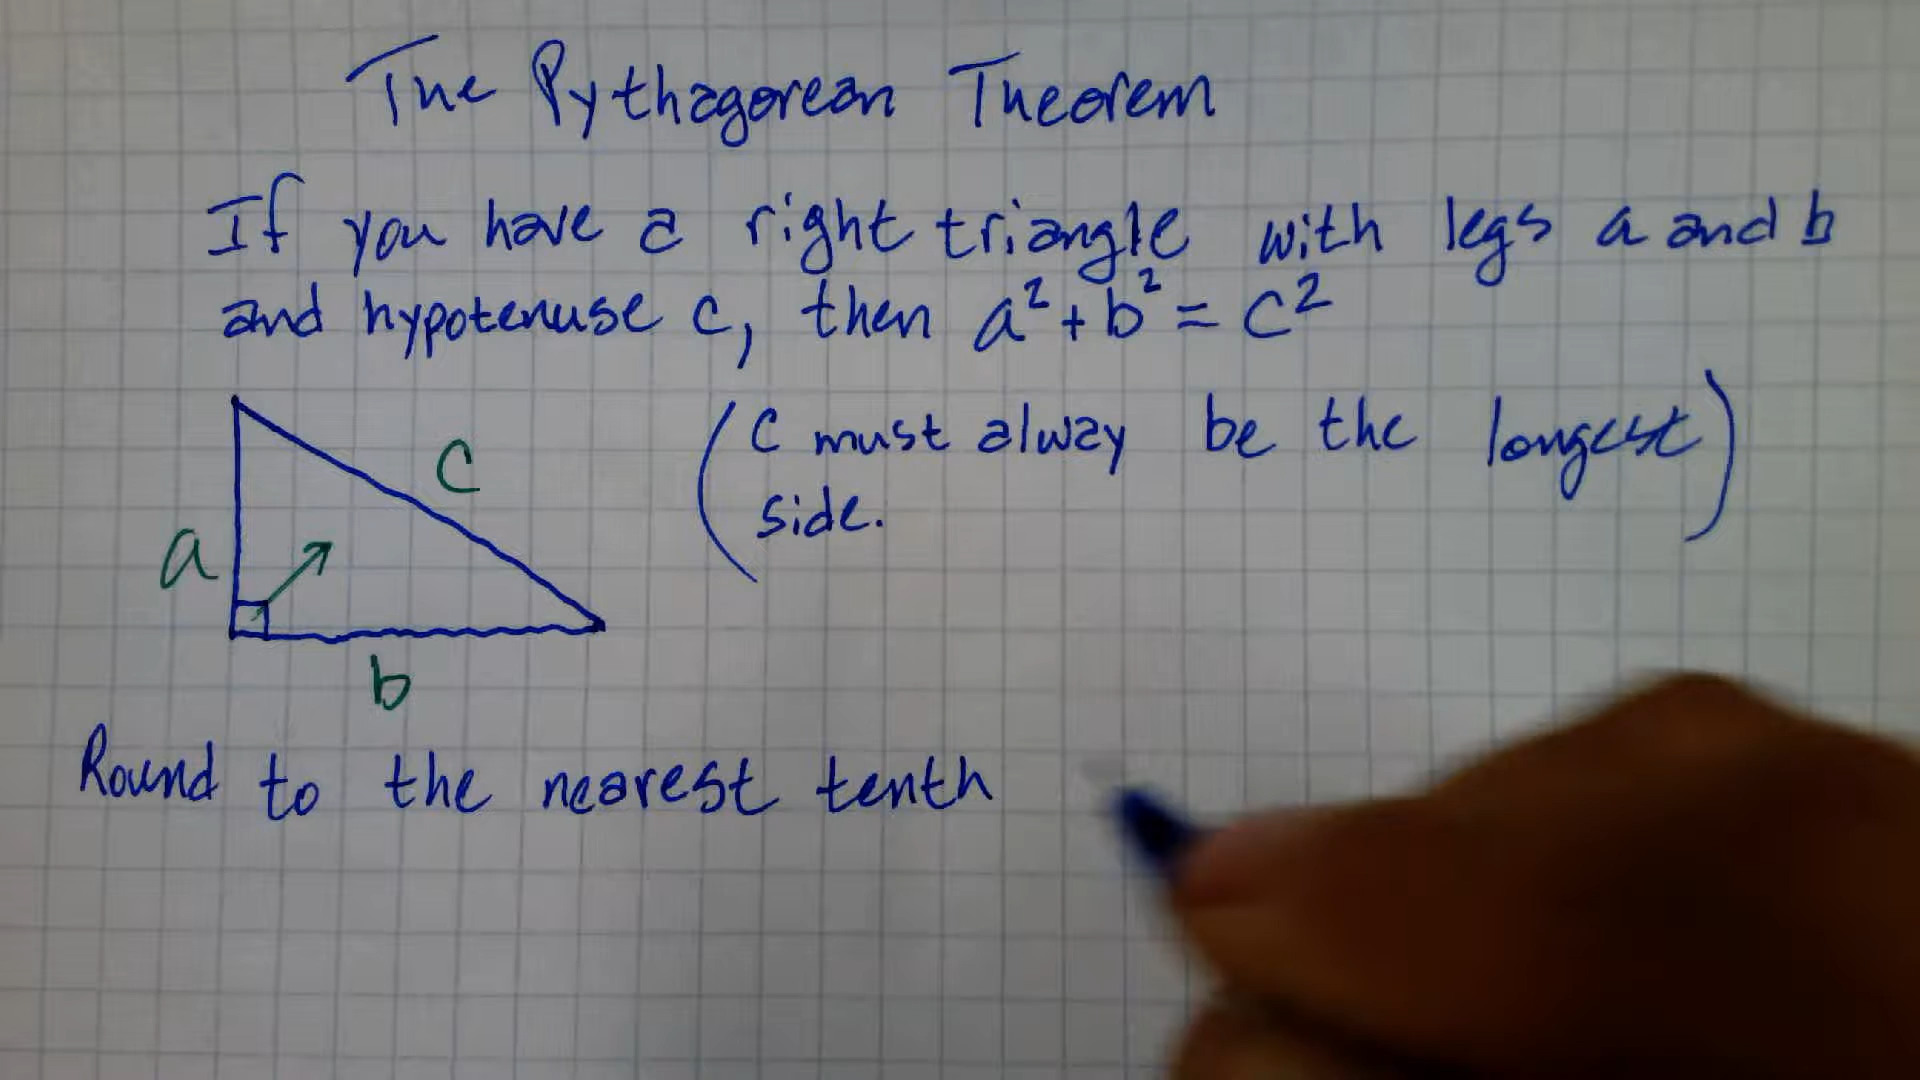 The Pythagorean Theorem
If you have a right triangle with legs a and b
and hypotenuse c, then a² + b² = c²
(c must alway be the longest
side.)
c
a
b
Round to the nearest tenth